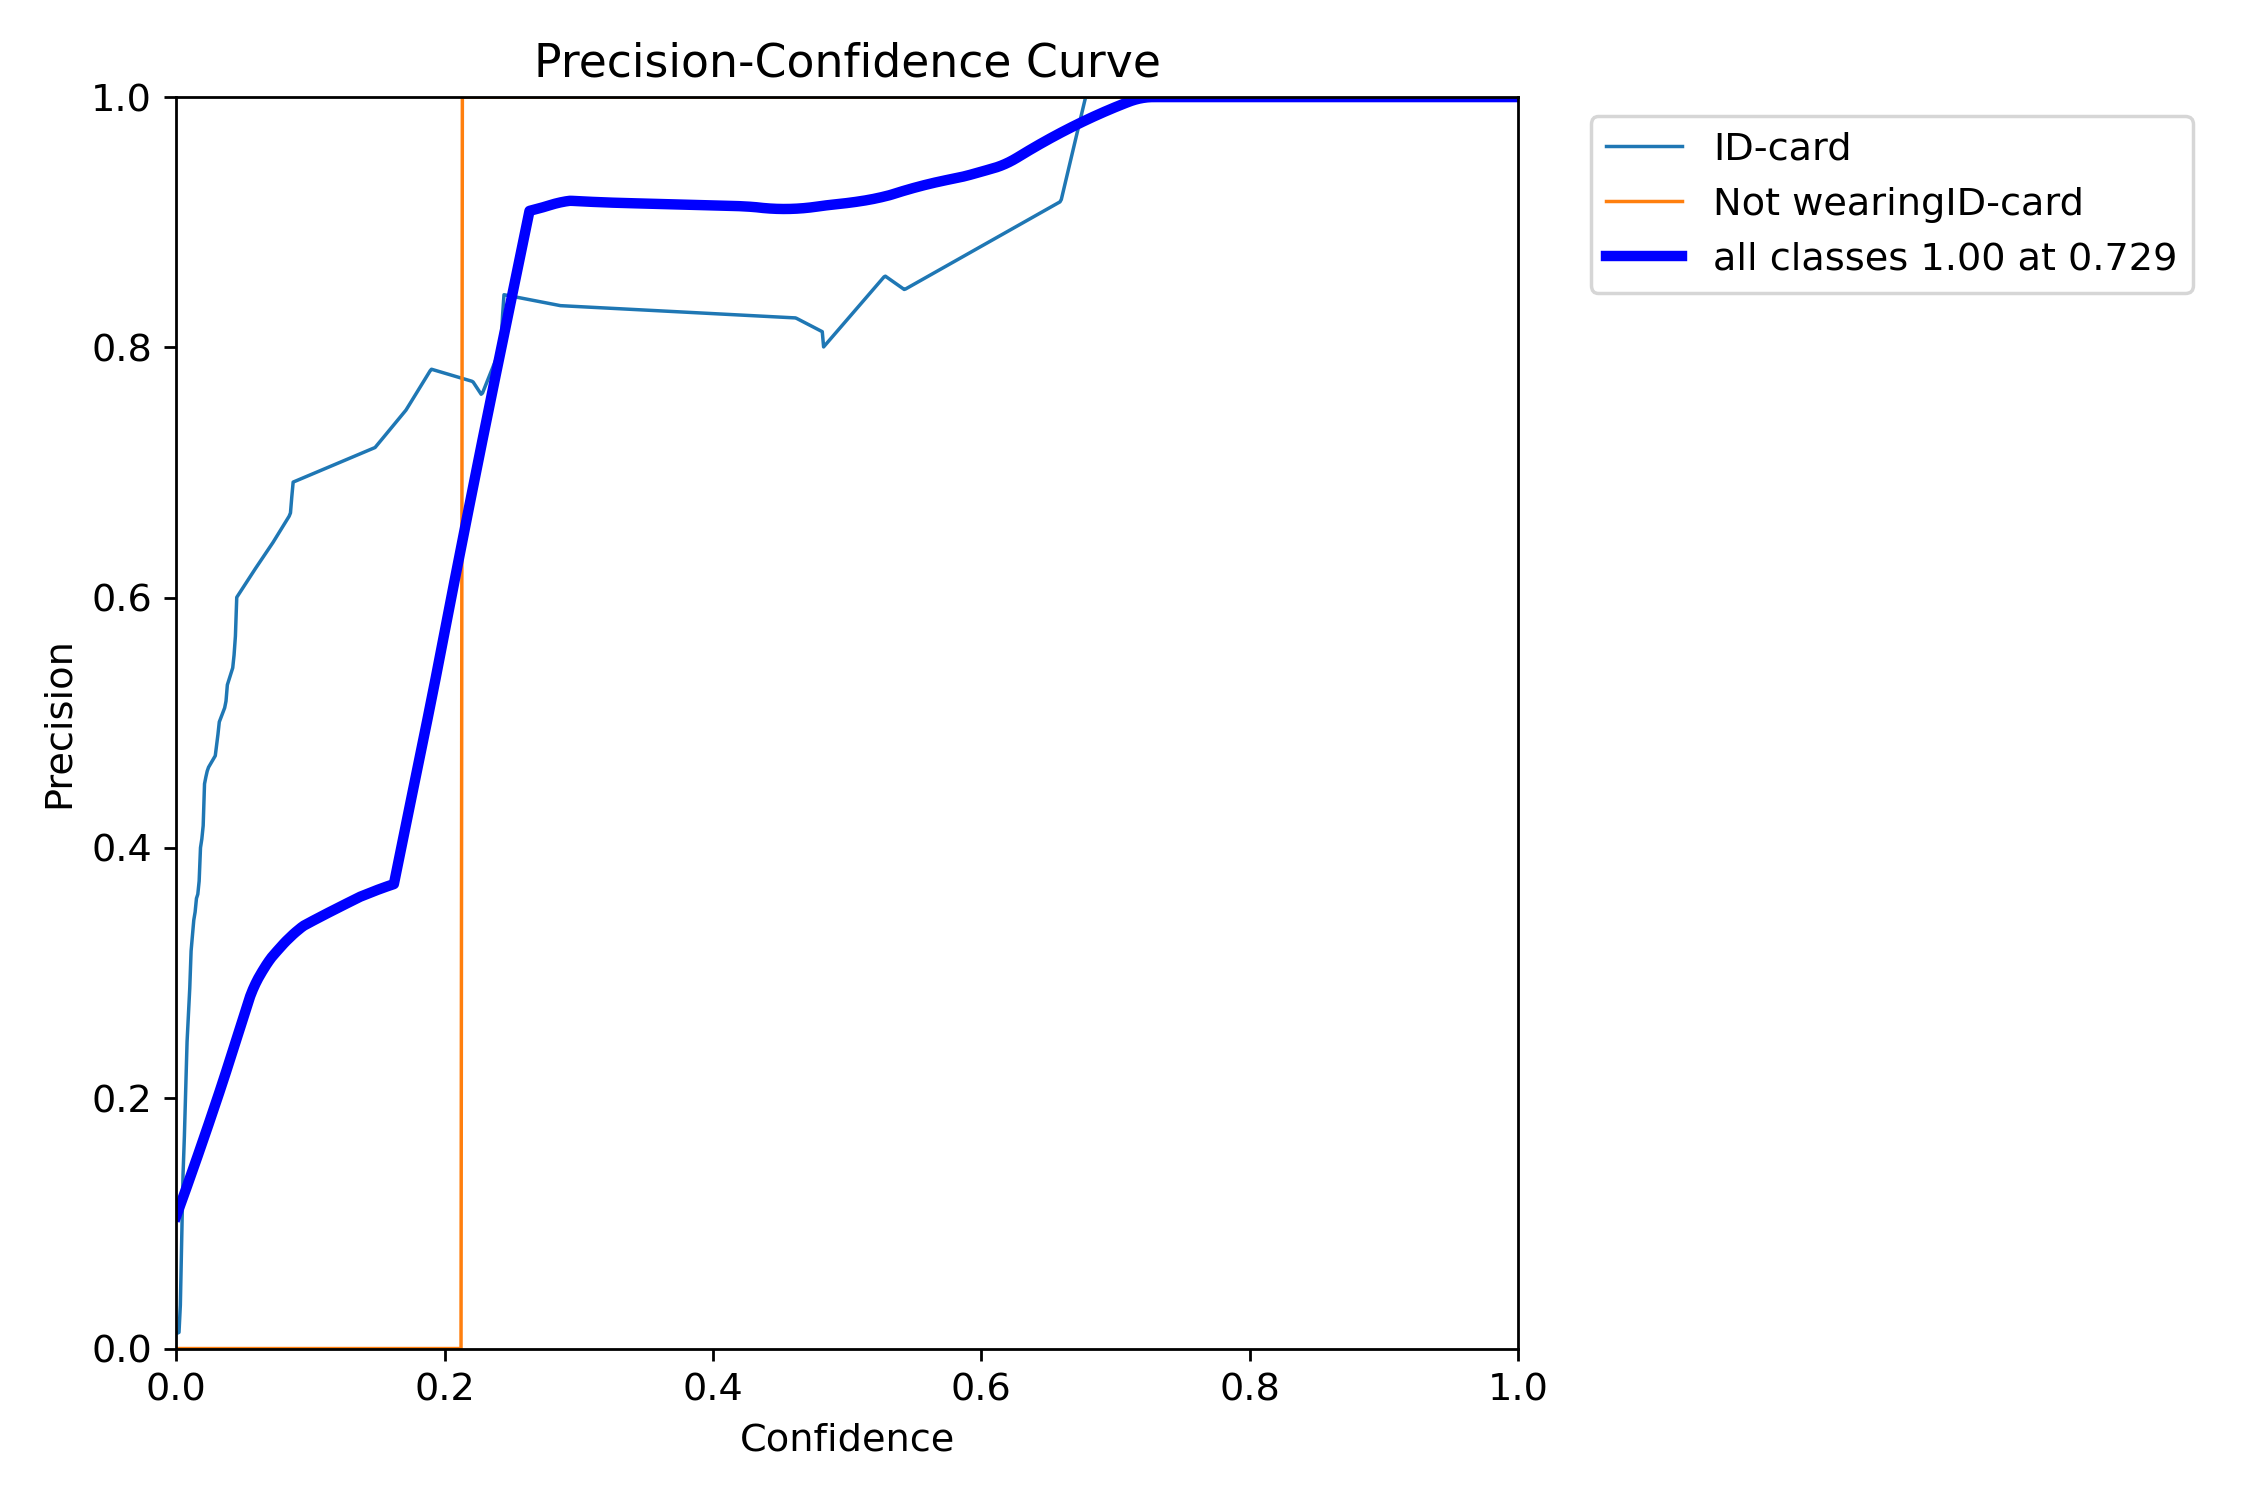 Precision-Confidence Curve
1.0
0.8
0.6
0.4
0.2
0.0
Precision
0.0 0.2 0.4 0.6 0.8 1.0
Confidence
ID-card
Not wearingID-card
all classes 1.00 at 0.729